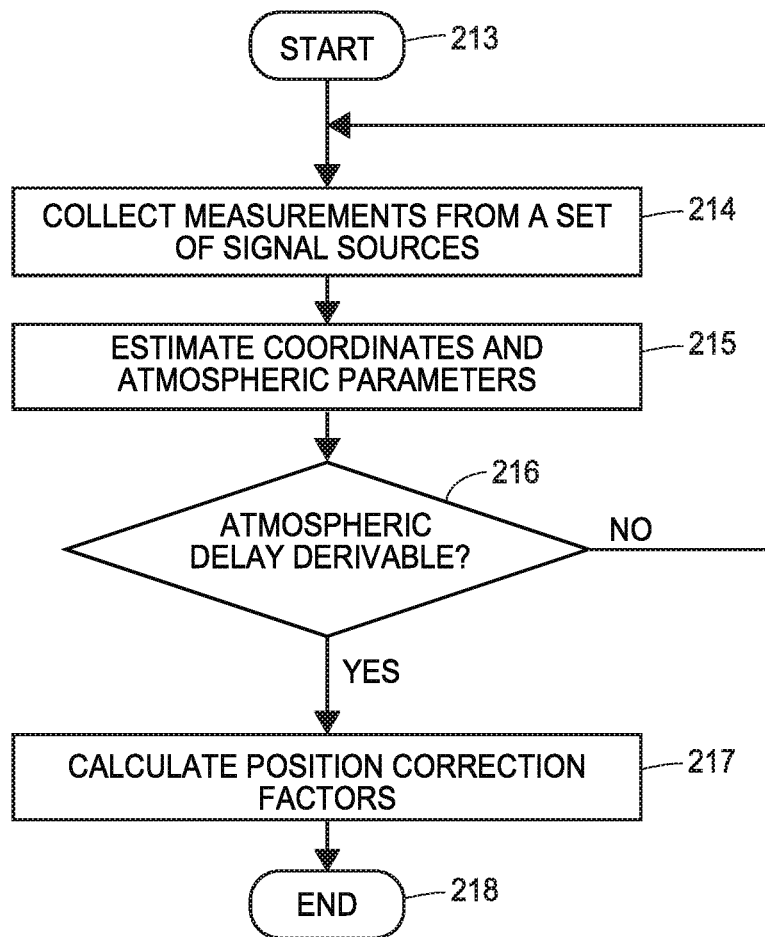 START
213
COLLECT MEASUREMENTS FROM A SET
OF SIGNAL SOURCES
214
ESTIMATE COORDINATES AND
ATMOSPHERIC PARAMETERS
215
216
ATMOSPHERIC
DELAY DERIVABLE?
NO
YES
CALCULATE POSITION CORRECTION
FACTORS
217
END
218